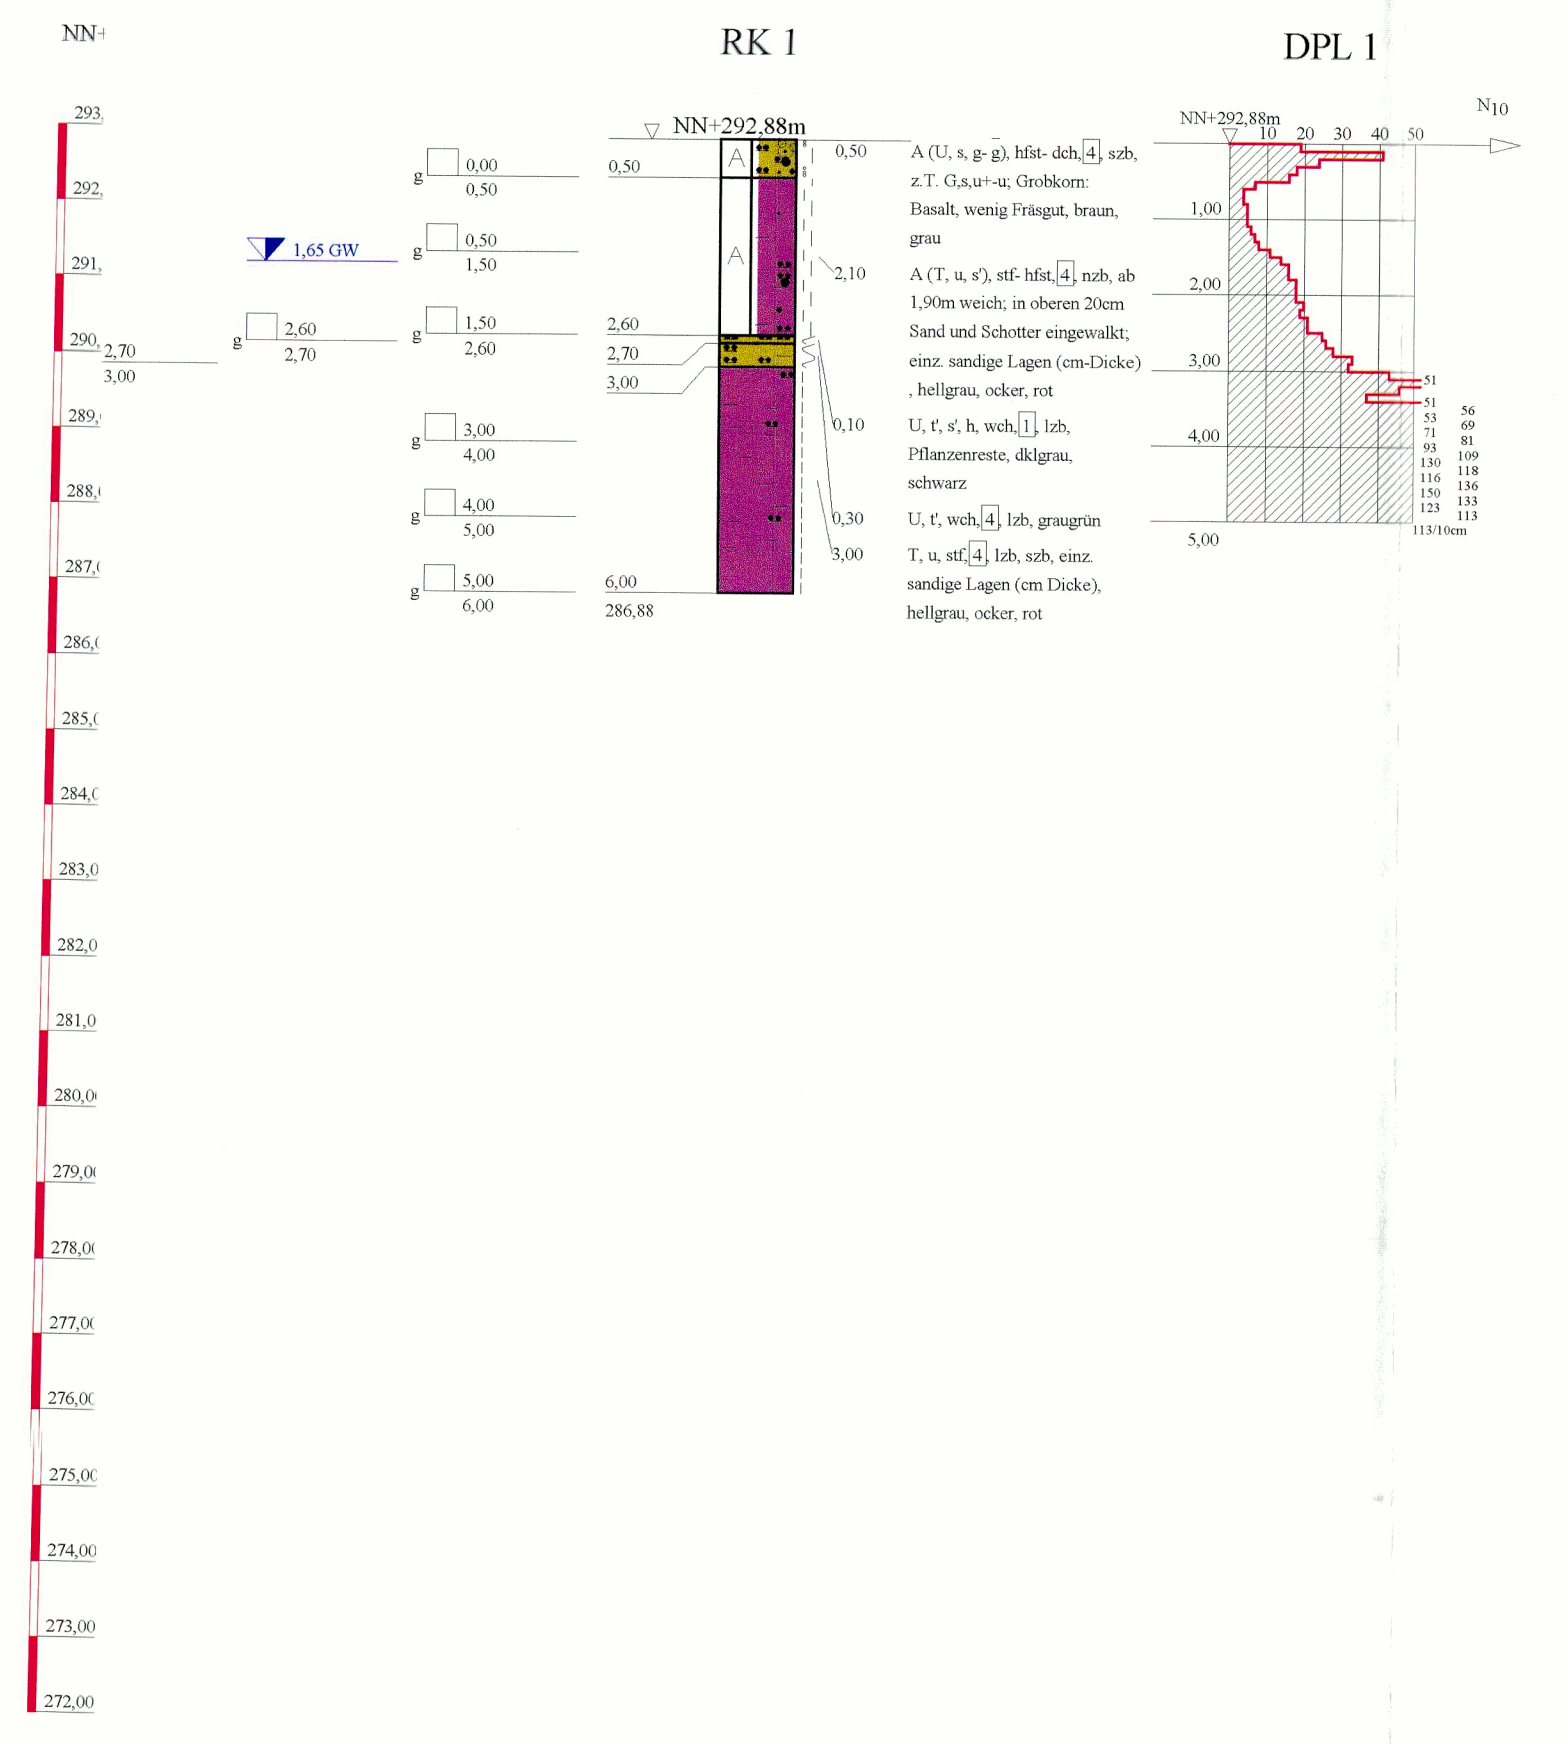 NN+
RK 1
DPL 1
N10
NN+292,88m
NN+292,88m
10 20 30 40 50
293,
292,
291,
290,
289,
288,
287,
286,
285,
284,
283,0
282,0
281,0
280,0
279,0
278,0
277,0
276,0
275,00
274,00
273,00
272,00
2,70
3,00
1,65 GW
g 2,60
2,70
g 0,00
0,50
g 0,50
1,50
g 1,50
2,60
g 3,00
4,00
g 4,00
5,00
g 5,00
6,00
0,50
2,60
2,70
3,00
6,00
286,88
A
A
0,50
2,10
0,10
0,30
3,00
A (U, s, g- g̅), hfst- dch, 4, szb,
z.T. G,s,u+-u; Grobkorn:
Basalt, wenig Fräsgut, braun,
grau
A (T, u, s'), stf- hfst, 4, nzb, ab
1,90m weich; in oberen 20cm
Sand und Schotter eingewalkt;
einz. sandige Lagen (cm-Dicke)
, hellgrau, ocker, rot
U, t', s', h, wch, 1, lzb,
Pflanzenreste, dklgrau,
schwarz
U, t', wch, 4, lzb, graugrün
T, u, stf, 4, lzb, szb, einz.
sandige Lagen (cm Dicke),
hellgrau, ocker, rot
1,00
2,00
3,00
4,00
5,00
51
51
56
53
69
71
81
93
109
130
118
116
136
150
133
123
113
113/10cm